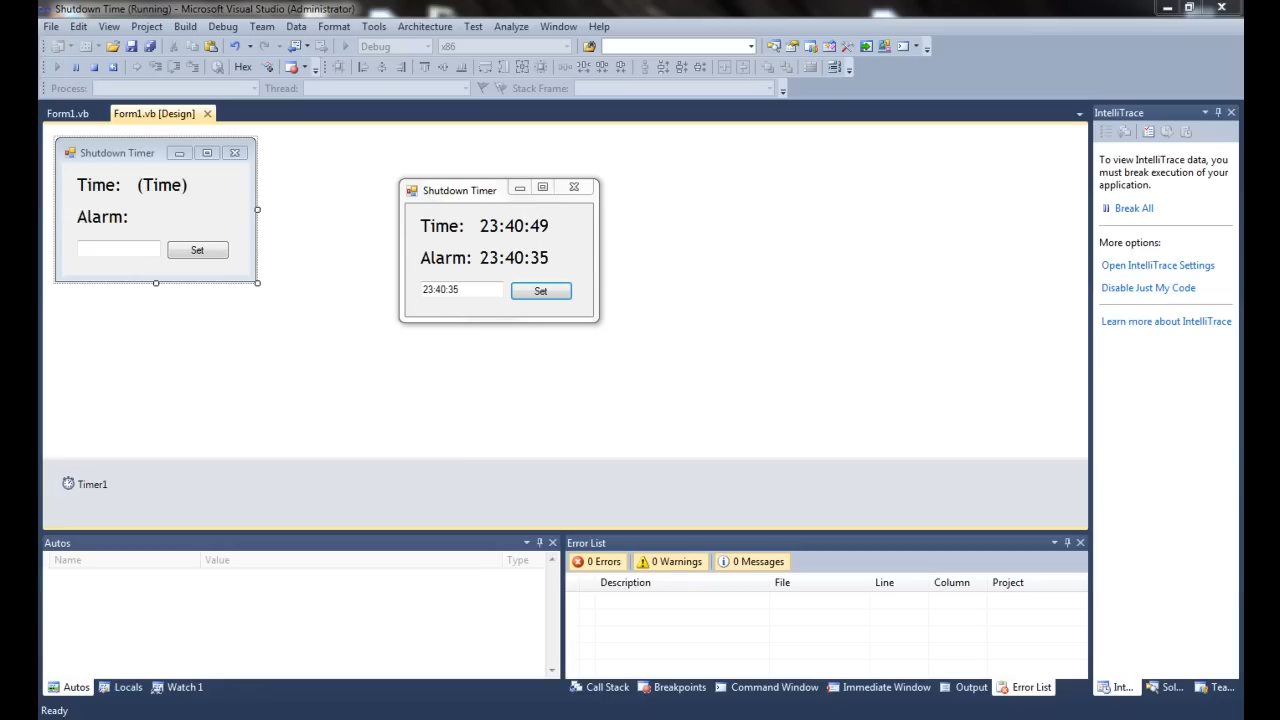 Shutdown Time (Running) - Microsoft Visual Studio (Administrator)
File Edit View Project Build Debug Team Data Format Tools Architecture Test Analyze Window Help
Debug x86
Hex
Process: Thread: Stack Frame:
Form1.vb Form1.vb [Design]
Shutdown Timer
Time: (Time)
Alarm:
Set
Shutdown Timer
Time: 23:40:49
Alarm: 23:40:35
23:40:35 Set
Timer1
IntelliTrace
To view IntelliTrace data, you
must break execution of your
application.
Break All
More options:
Open IntelliTrace Settings
Disable Just My Code
Learn more about IntelliTrace
Autos
Name Value Type
Error List
0 Errors 0 Warnings 0 Messages
Description File Line Column Project
Autos Locals Watch 1
Call Stack Breakpoints Command Window Immediate Window Output Error List
Int... Sol... Tea...
Ready